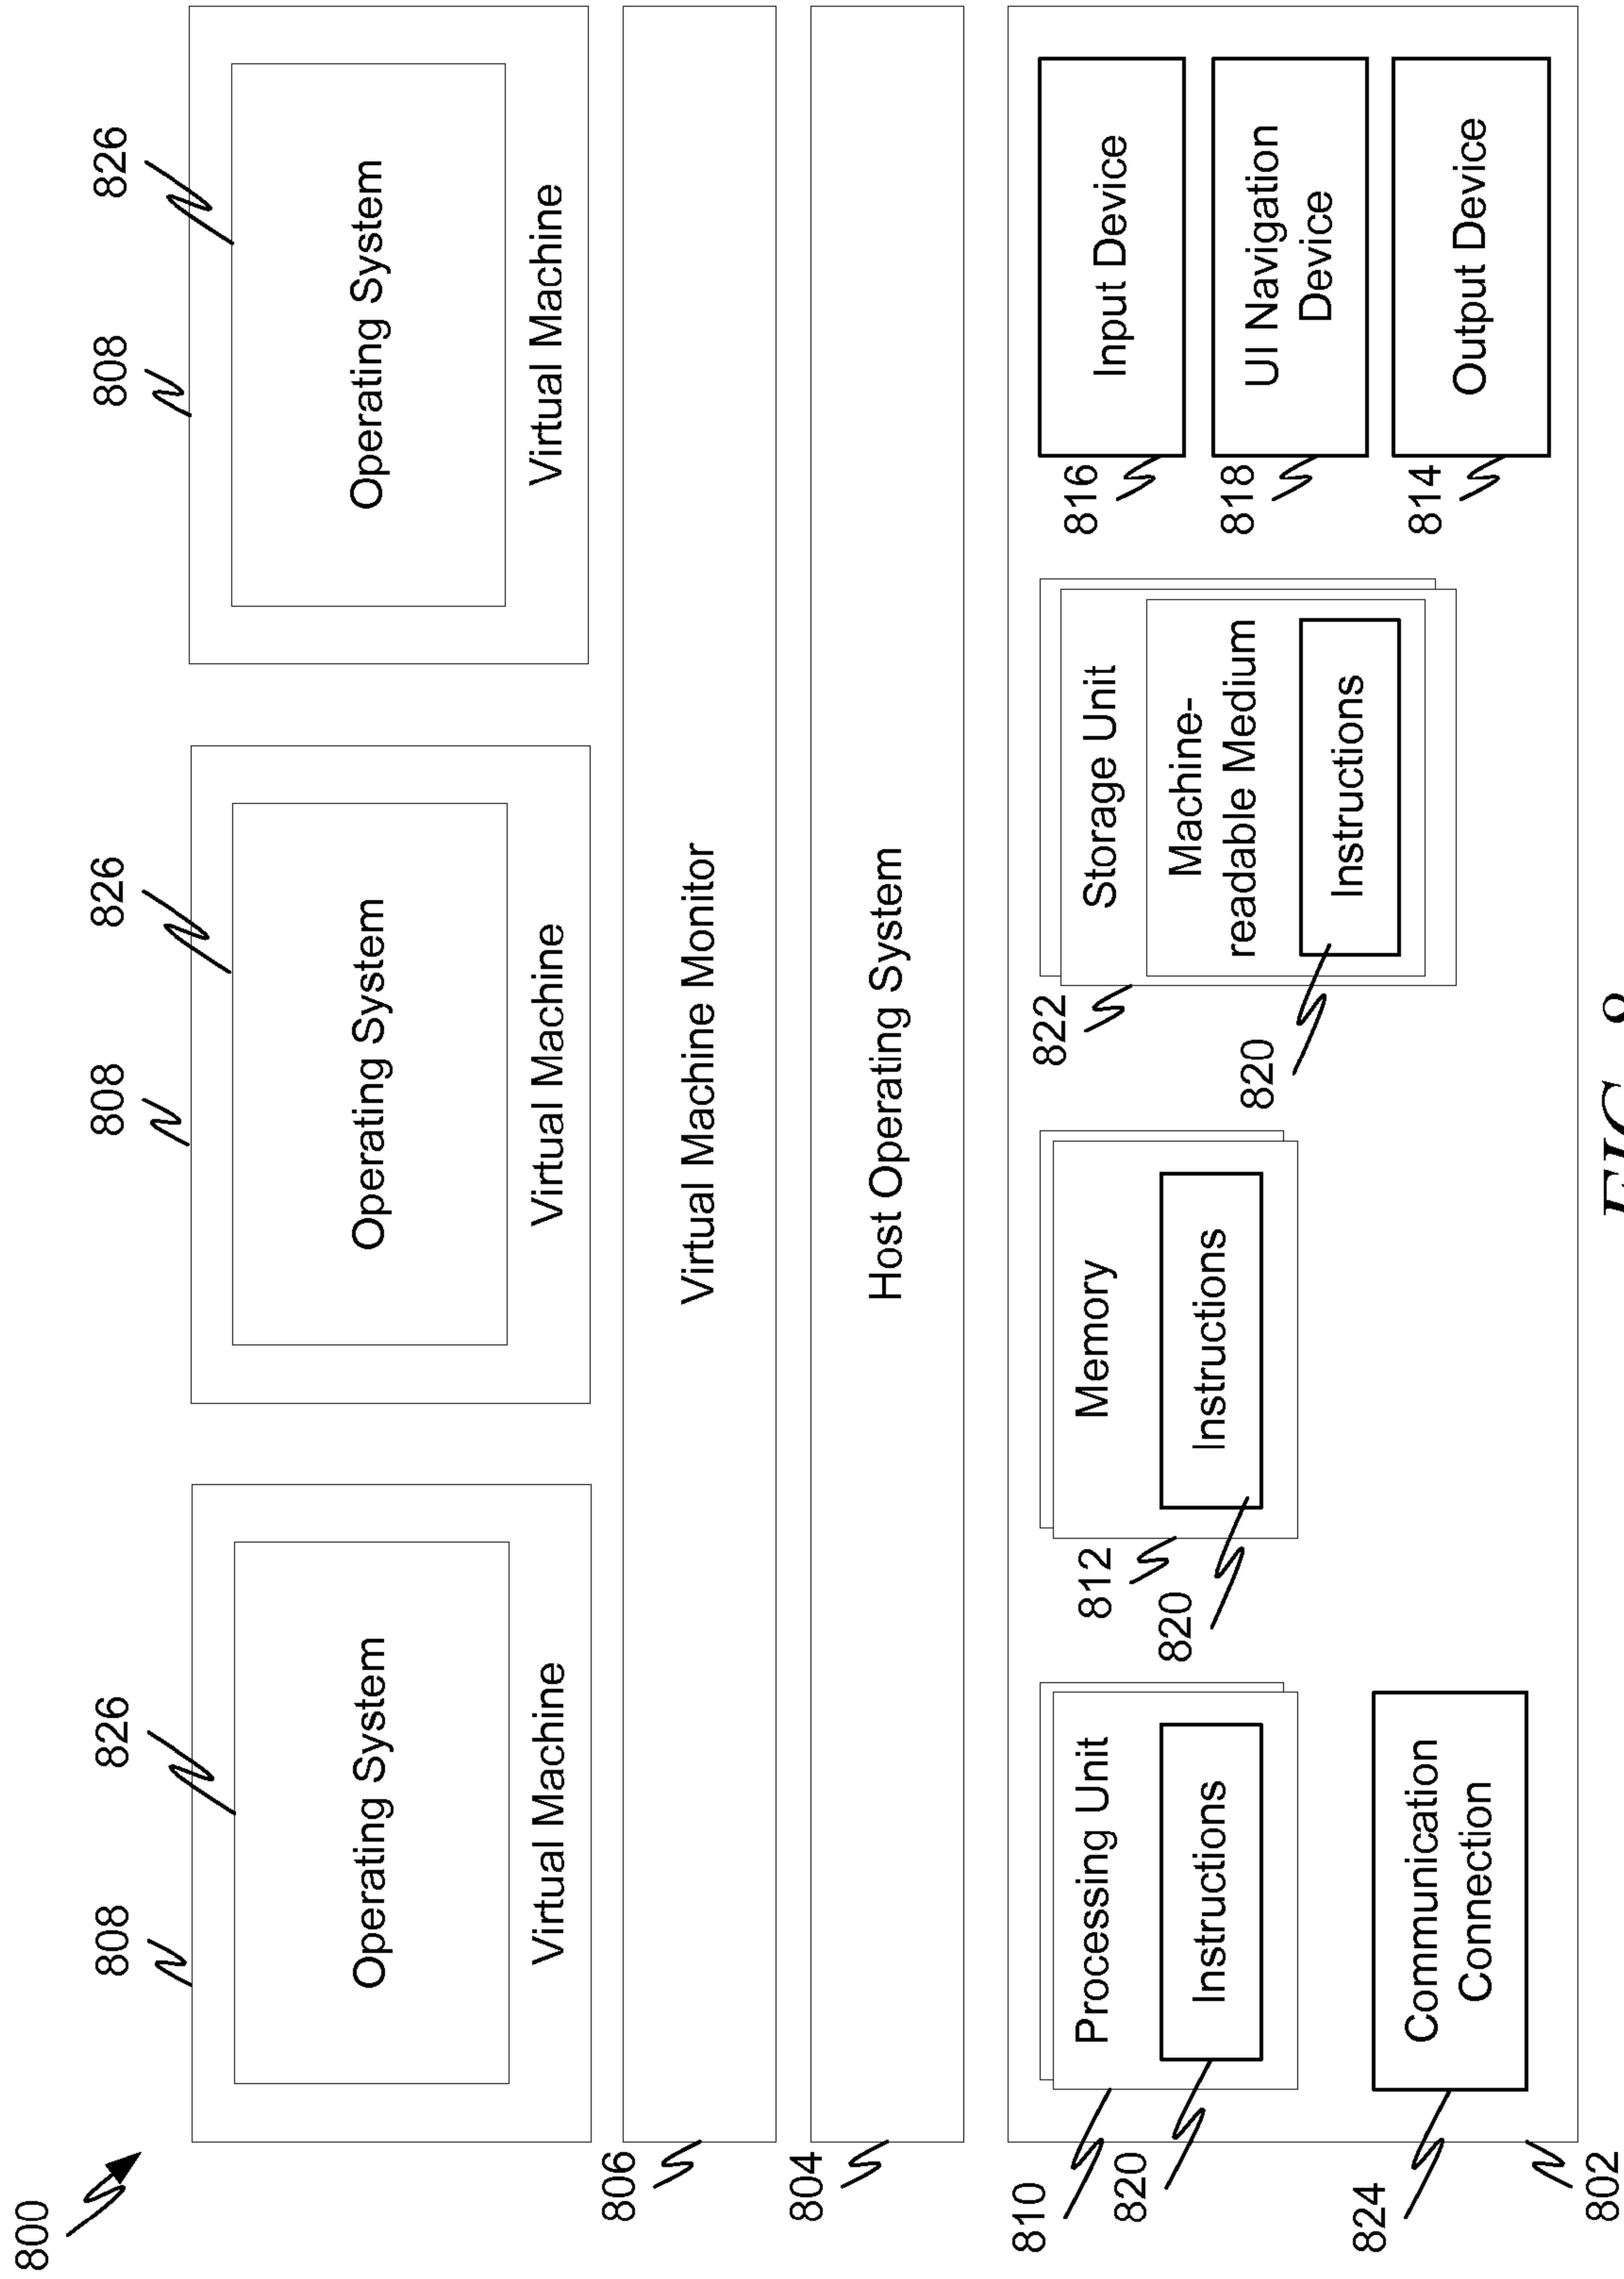 800
808
826
808
826
808
826
Operating System
Virtual Machine
Operating System
Virtual Machine
Operating System
Virtual Machine
806
Virtual Machine Monitor
804
Host Operating System
810
Processing Unit
820
Instructions
812
Memory
820
Instructions
822
Storage Unit
Machine-
readable Medium
820
Instructions
816
Input Device
818
UI Navigation
Device
814
Output Device
824
Communication
Connection
802
FIG. 8